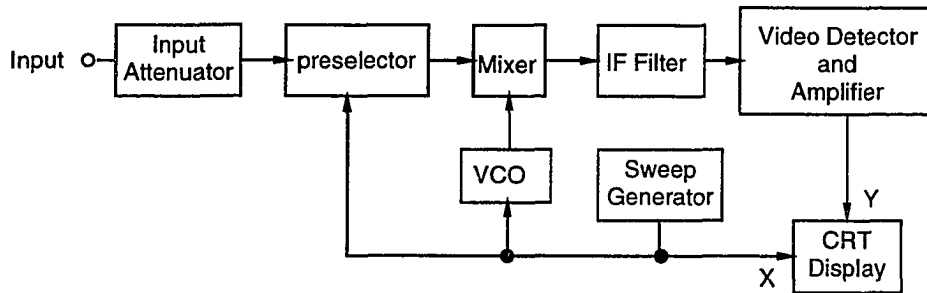 Input
Input
Attenuator
preselector
Mixer
IF Filter
Video Detector
and
Amplifier
VCO
Sweep
Generator
Y
X
CRT
Display